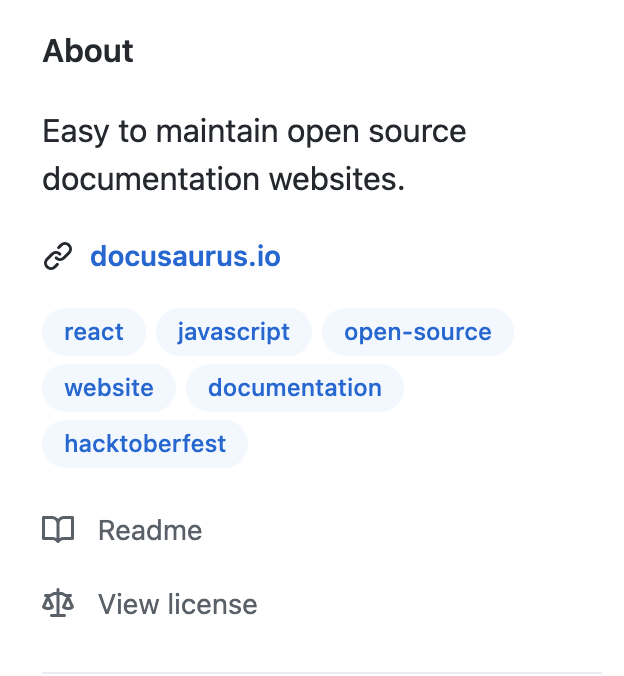 About
Easy to maintain open source
documentation websites.
docusaurus.io
react javascript open-source
website documentation
hacktoberfest
Readme
View license